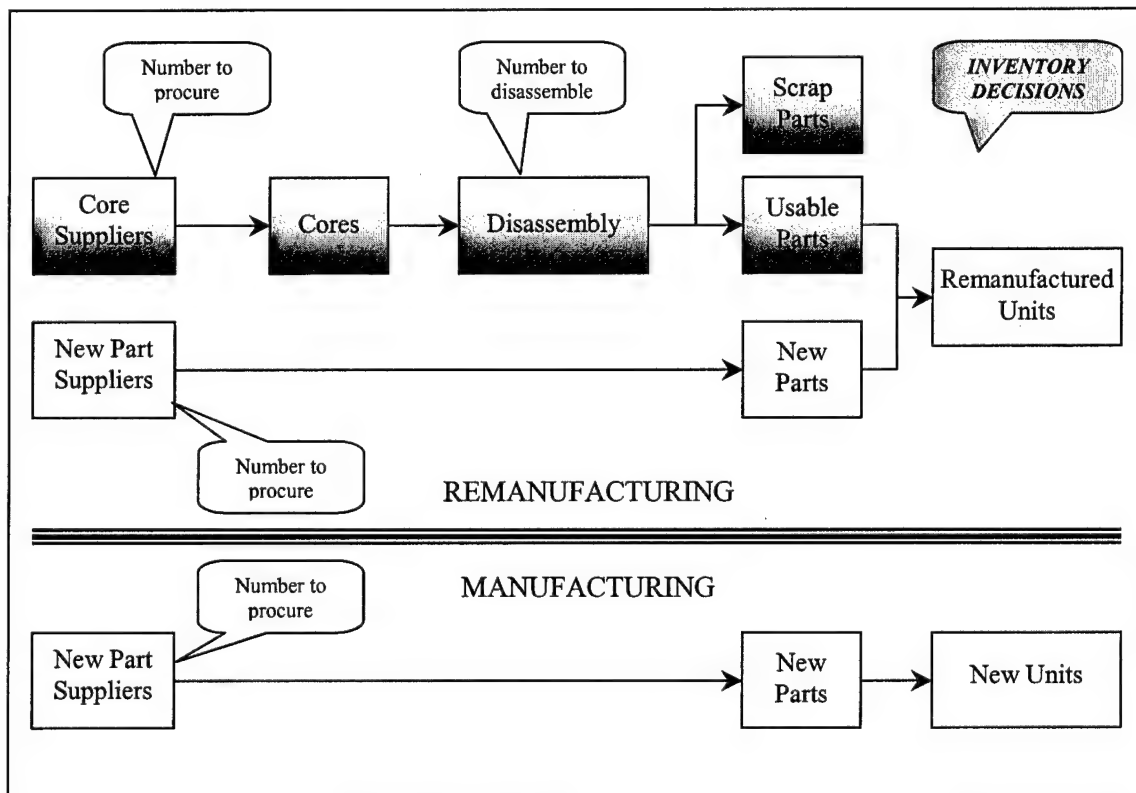 Number to
procure
Number to
disassemble
INVENTORY
DECISIONS
Scrap
Parts
Core
Suppliers
Cores
Disassembly
Usable
Parts
Remanufactured
Units
New Part
Suppliers
New
Parts
Number to
procure
REMANUFACTURING
MANUFACTURING
Number to
procure
New Part
Suppliers
New
Parts
New Units